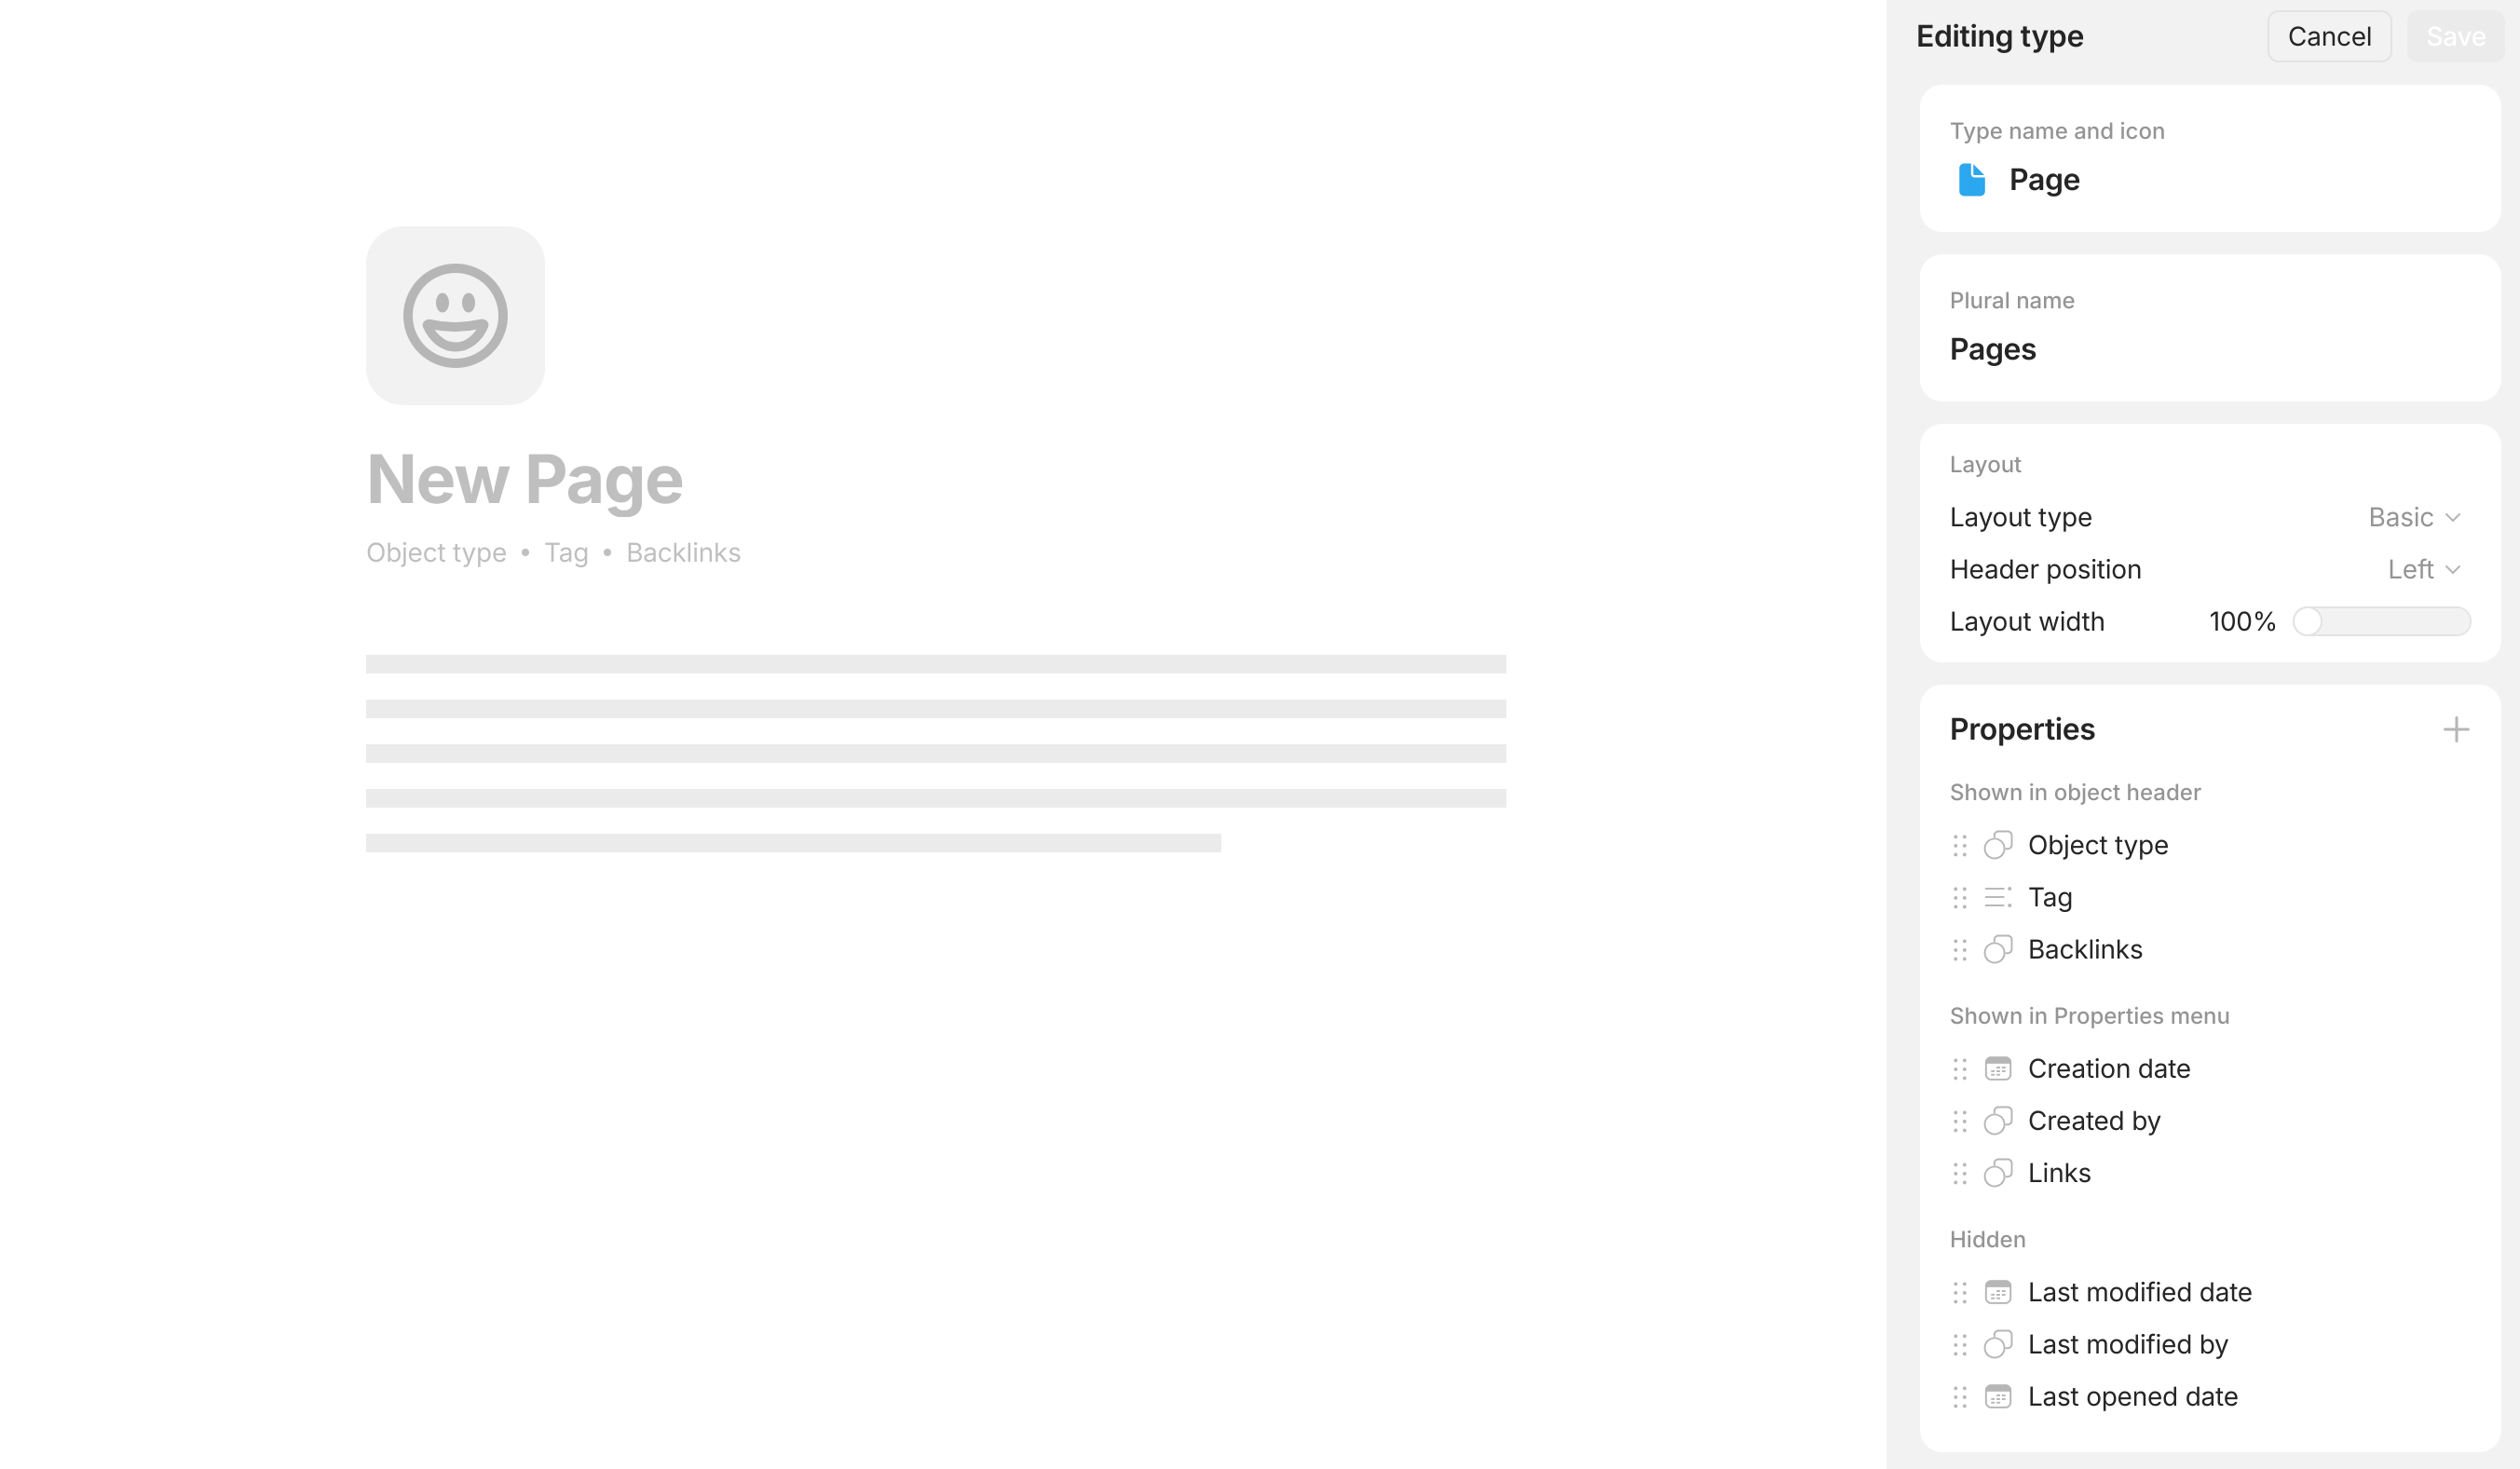 New Page
Object type • Tag • Backlinks
Editing type
Cancel
Save
Type name and icon
Page
Plural name
Pages
Layout
Layout type Basic
Header position Left
Layout width 100%
Properties
Shown in object header
Object type
Tag
Backlinks
Shown in Properties menu
Creation date
Created by
Links
Hidden
Last modified date
Last modified by
Last opened date